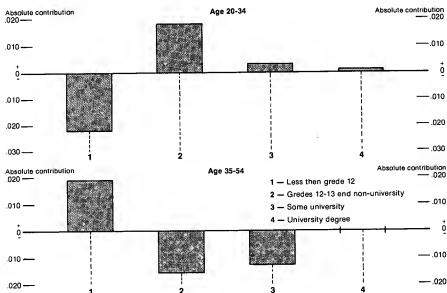 Absolute contribution Age 20-34 Absolute contribution
.020 .020
.010 .010
+ +
0 0
- -
.010 .010
.020 .020
.030 .030
1 2 3 4
Absolute contribution Age 35-54 Absolute contribution
.020 .020
1 — Less then grede 12
2 — Gredes 12-13 end non-university
.010 .010
3 — Some university
4 — University degree
+ +
0 0
- -
.010 .010
.020 .020
1 2 3 4